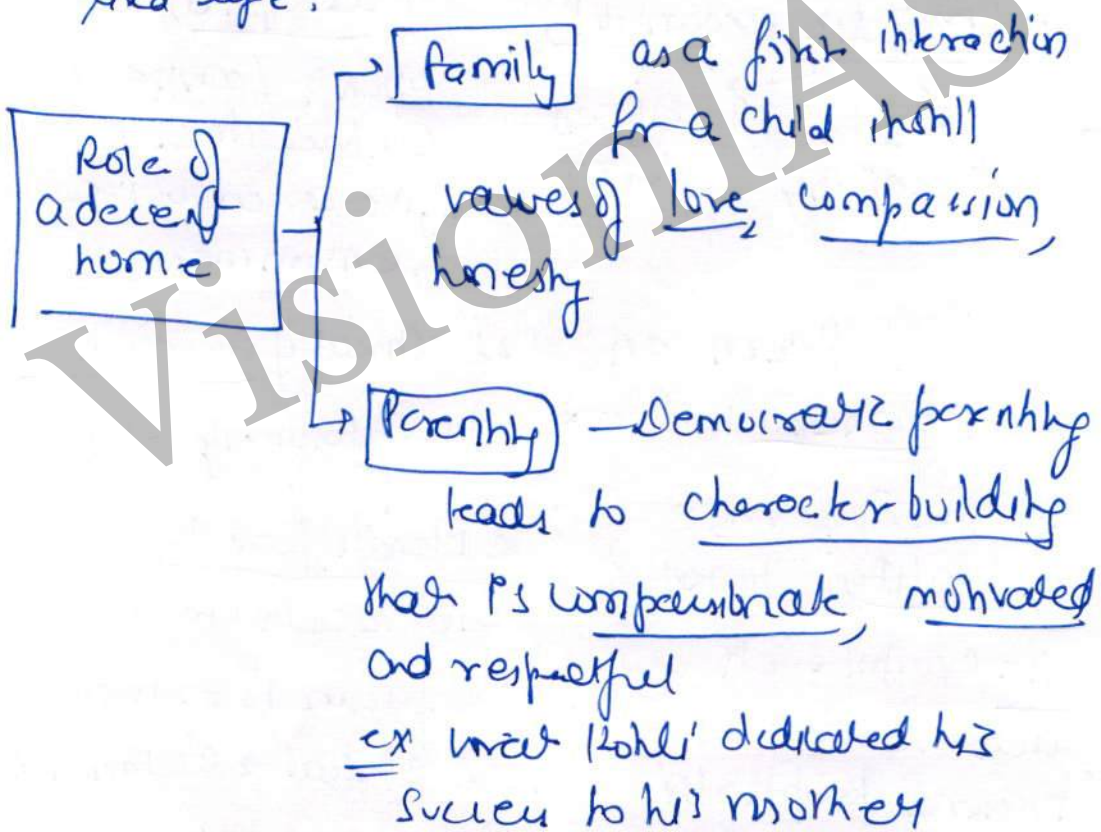 life.
Role of
a decent
home
Family as a first interaction
for a child instill
values of love, compassion,
honesty
Parenting - Democratic parenting
leads to character building
that is compassionate, motivated
and respectful
ex Virat Kohli dedicated his
success to his mother
VisionIAS